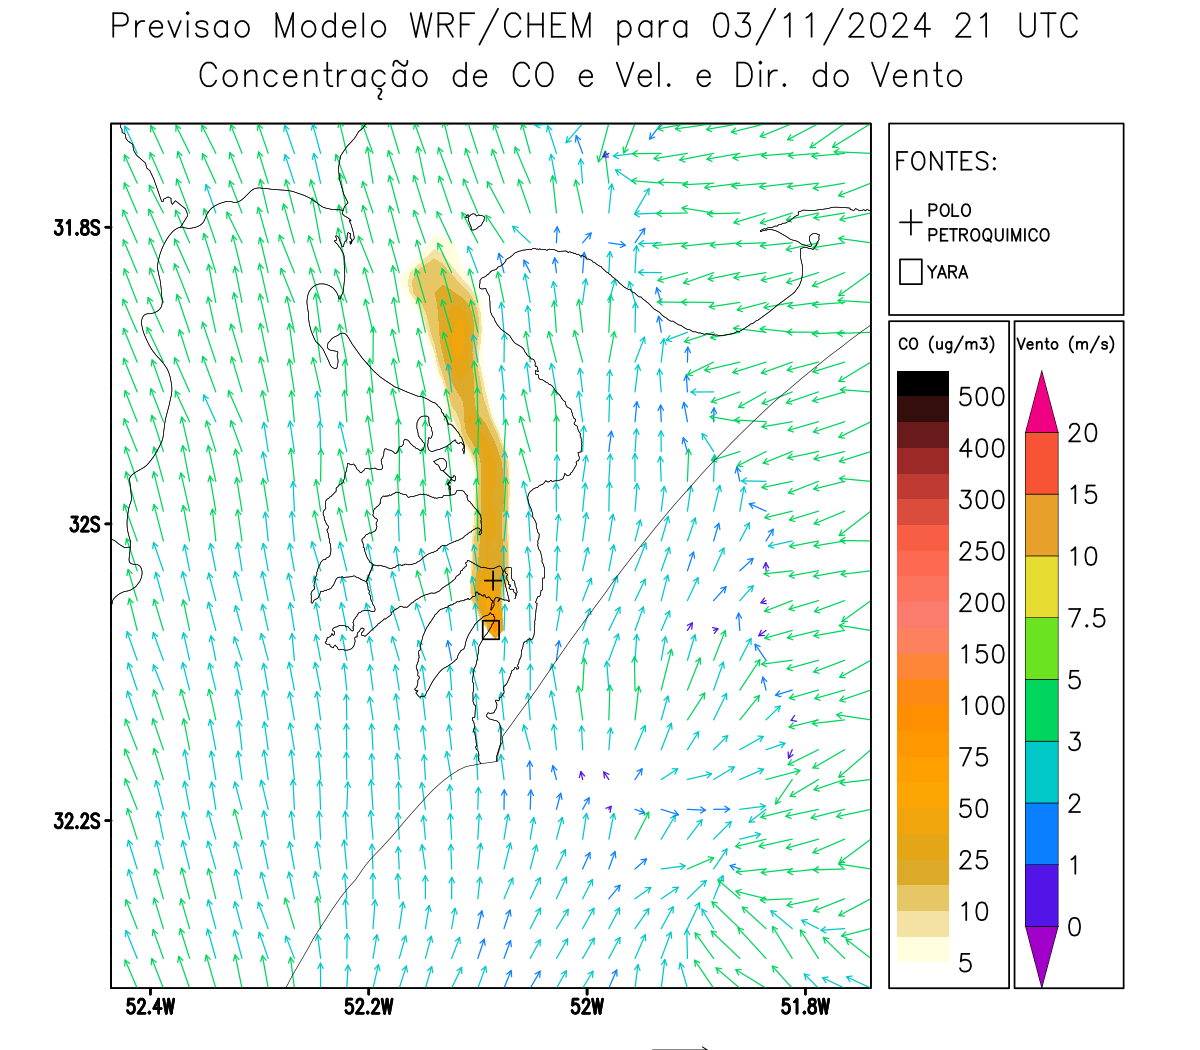 Previsao Modelo WRF/CHEM para 03/11/2024 21 UTC
Concentração de CO e Vel. e Dir. do Vento
FONTES:
POLO
PETROQUIMICO
YARA
CO (ug/m3)
500
400
300
250
200
150
100
75
50
25
10
5
Vento (m/s)
20
15
10
7.5
5
3
2
1
0
31.8S
32S
32.2S
52.4W
52.2W
52W
51.8W